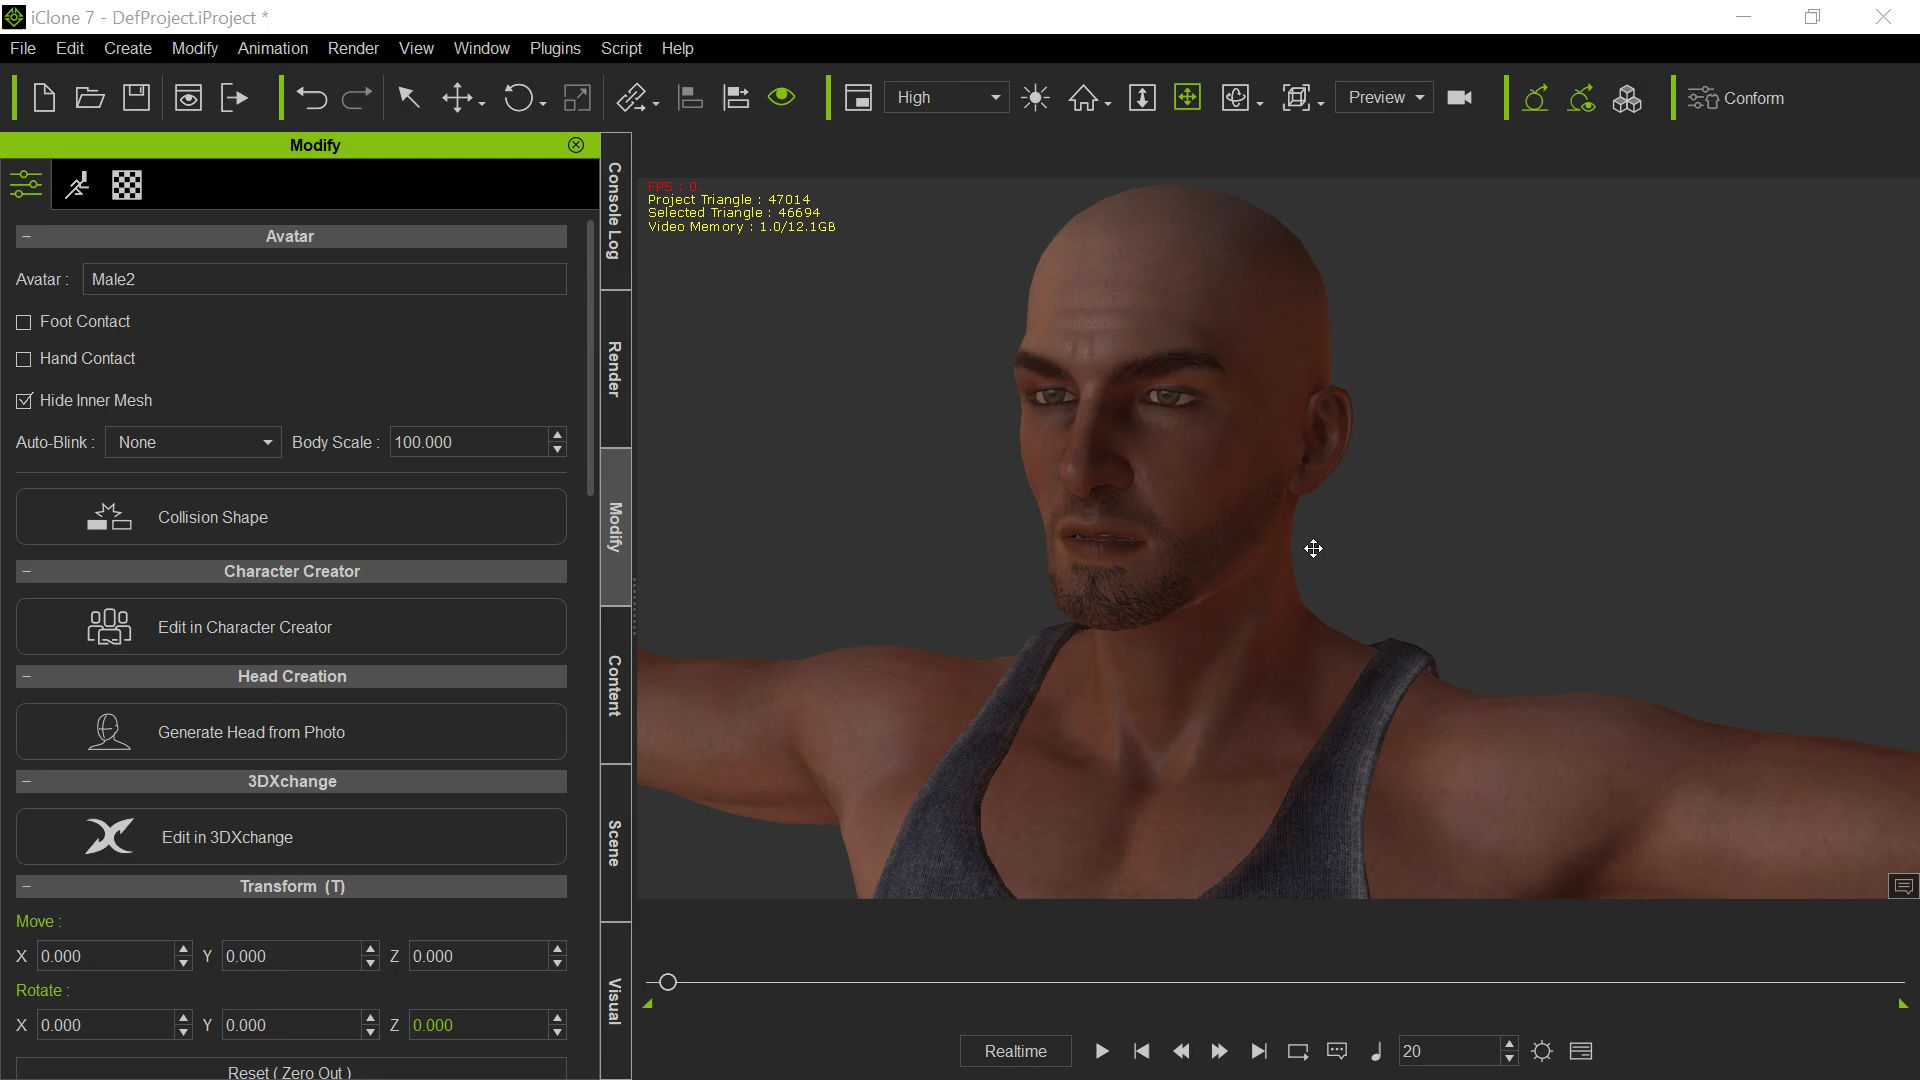 iClone 7 - DefProject.iProject *
File Edit Create Modify Animation Render View Window Plugins Script Help
High
Preview
Conform
Modify
Avatar
Avatar : Male2
Foot Contact
Hand Contact
Hide Inner Mesh
Auto-Blink : None Body Scale : 100.000
Collision Shape
Character Creator
Edit in Character Creator
Head Creation
Generate Head from Photo
3DXchange
Edit in 3DXchange
Transform (T)
Move :
X 0.000 Y 0.000 Z 0.000
Rotate :
X 0.000 Y 0.000 Z 0.000
Reset ( Zero Out )
Console Log
Render
Modify
Content
Scene
Visual
FPS : 0.
Project Triangle : 47014
Selected Triangle : 46694
Video Memory : 1.0/12.1GB
Realtime
20